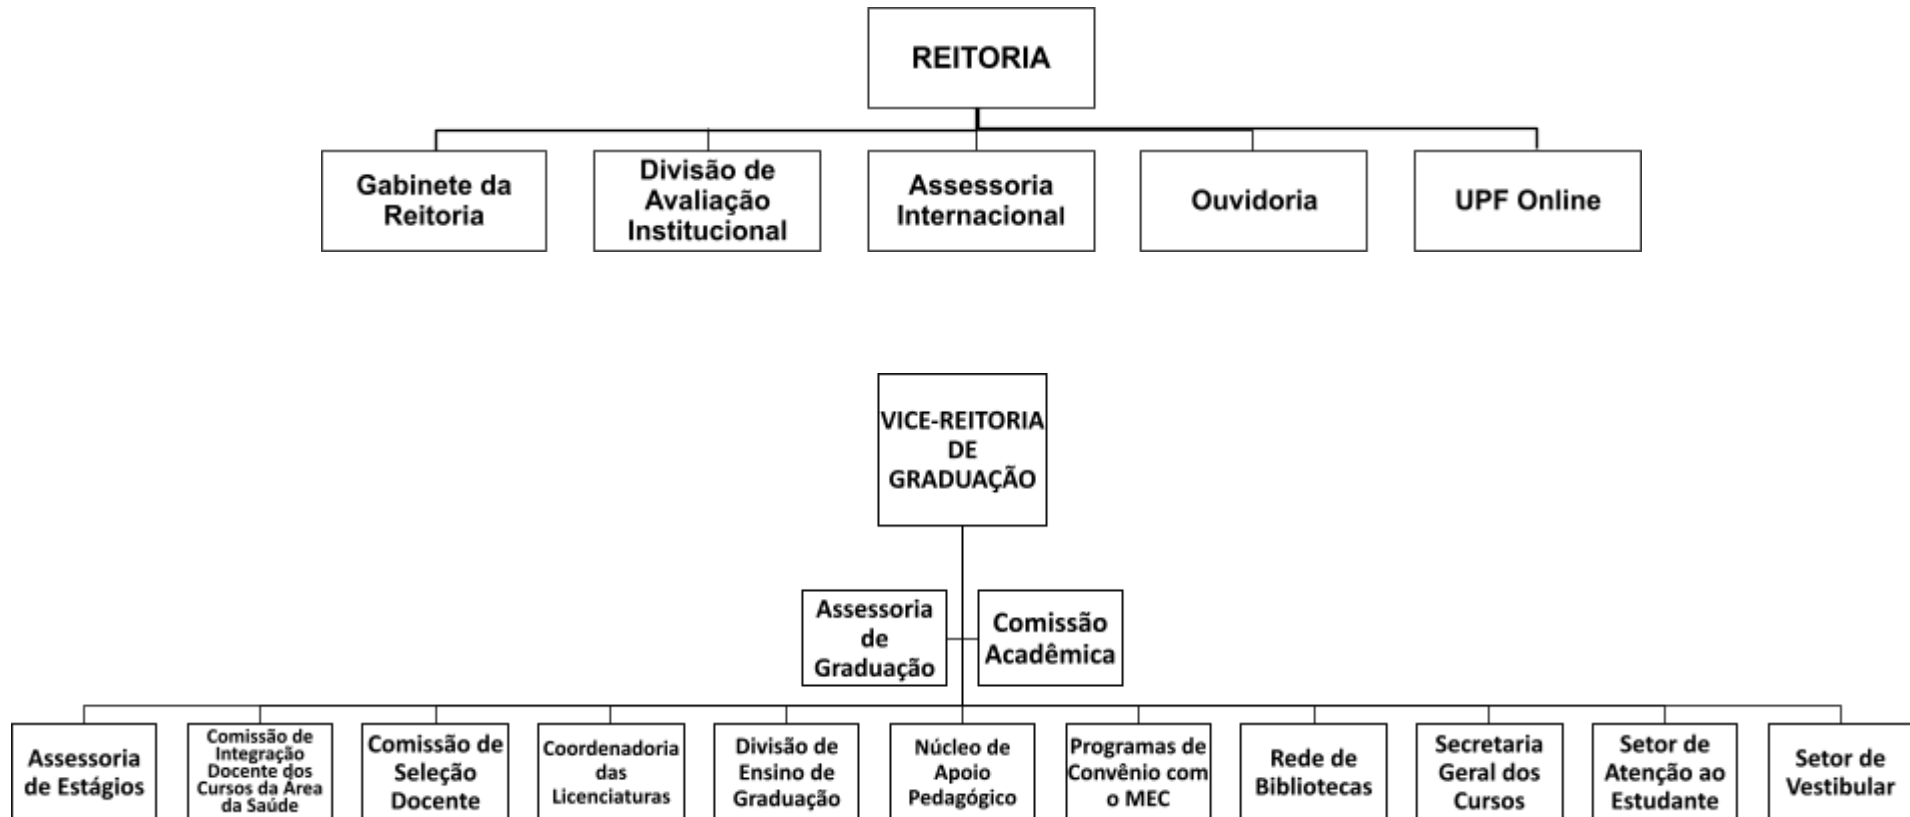 REITORIA
Gabinete da
Reitoria
Divisão de
Avaliação
Institucional
Assessoria
Internacional
Ouvidoria
UPF Online
VICE-REITORIA
DE
GRADUAÇÃO
Assessoria
de
Graduação
Comissão
Acadêmica
Assessoria
de Estágios
Comissão de
Integração
Docente dos
Cursos da Área
da Saúde
Comissão de
Seleção
Docente
Coordenadoria
das
Licenciaturas
Divisão de
Ensino de
Graduação
Núcleo de
Apoio
Pedagógico
Programas de
Convênio com
o MEC
Rede de
Bibliotecas
Secretaria
Geral dos
Cursos
Setor de
Atenção ao
Estudante
Setor de
Vestibular